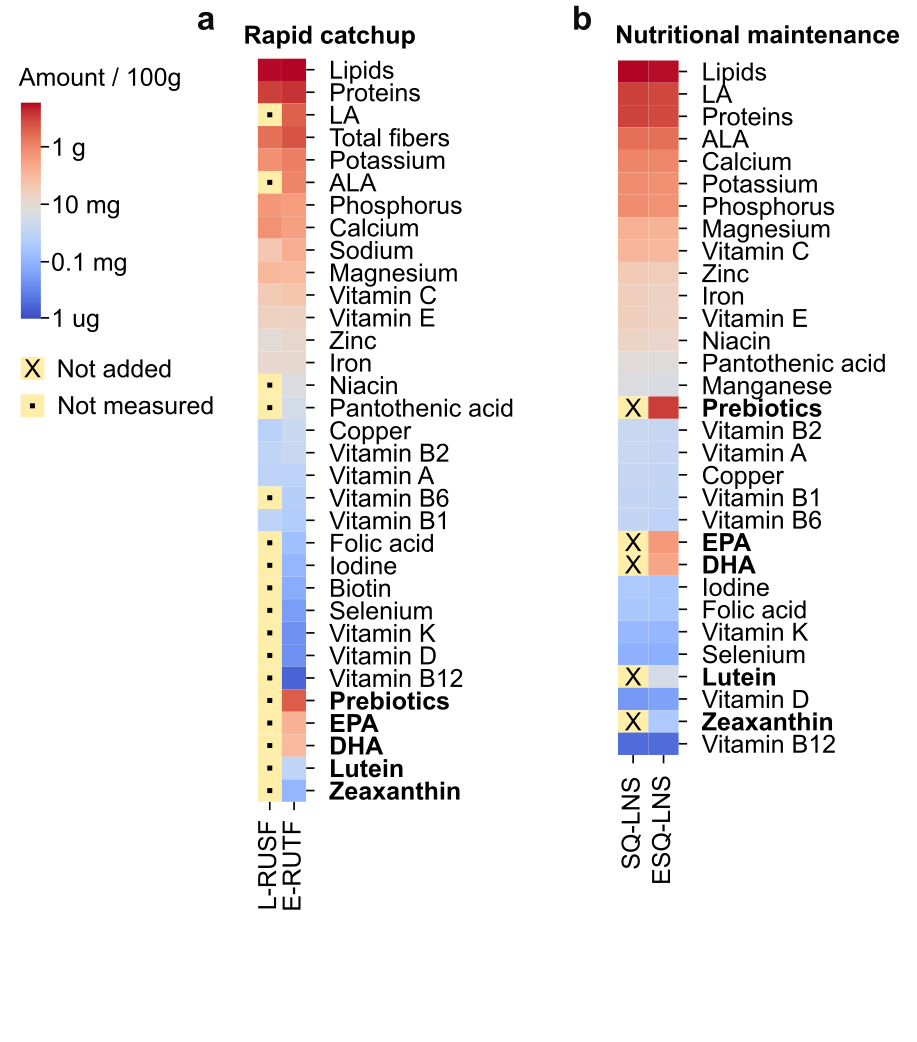 a
Rapid catchup
b
Nutritional maintenance
Amount / 100g
1 g
10 mg
0.1 mg
1 ug
X Not added
Not measured
Lipids
Proteins
LA
Total fibers
Potassium
ALA
Phosphorus
Calcium
Sodium
Magnesium
Vitamin C
Vitamin E
Zinc
Iron
Niacin
Pantothenic acid
Copper
Vitamin B2
Vitamin A
Vitamin B6
Vitamin B1
Folic acid
Iodine
Biotin
Selenium
Vitamin K
Vitamin D
Vitamin B12
Prebiotics
EPA
DHA
Lutein
Zeaxanthin
L-RUSF
E-RUTF
Lipids
LA
Proteins
ALA
Calcium
Potassium
Phosphorus
Magnesium
Vitamin C
Zinc
Iron
Vitamin E
Niacin
Pantothenic acid
Manganese
X Prebiotics
Vitamin B2
Vitamin A
Copper
Vitamin B1
Vitamin B6
X EPA
X DHA
Iodine
Folic acid
Vitamin K
Selenium
X Lutein
Vitamin D
X Zeaxanthin
Vitamin B12
SQ-LNS
ESQ-LNS